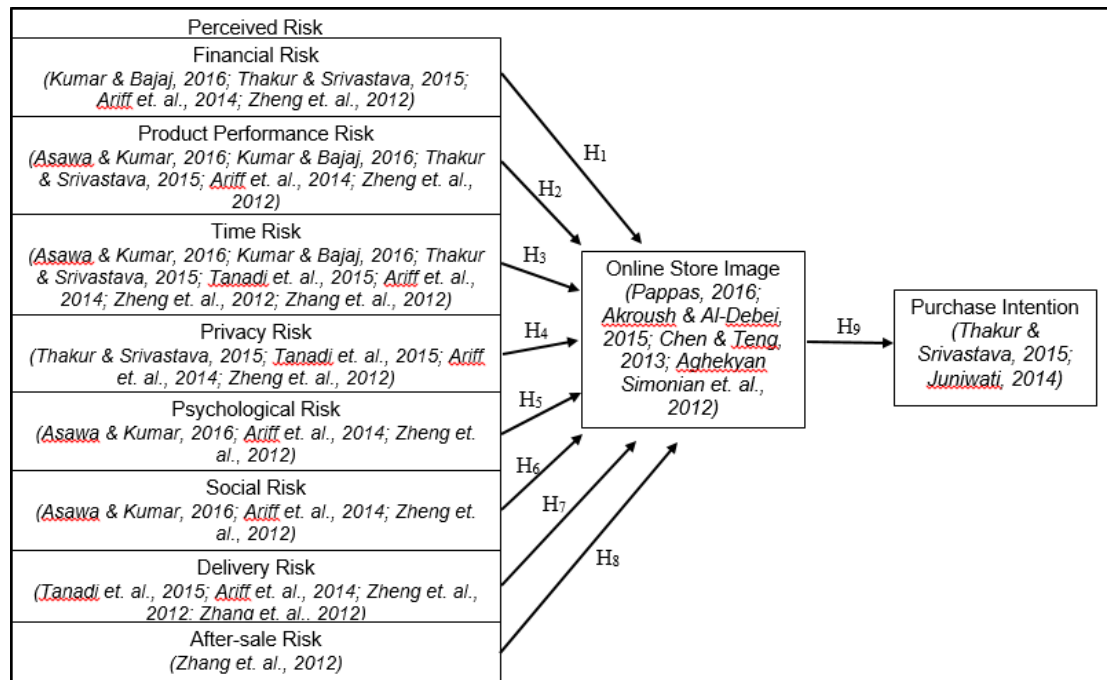 Perceived Risk
Financial Risk
(Kumar & Bajaj, 2016; Thakur & Srivastava, 2015;
Ariff et. al., 2014; Zheng et. al., 2012)
Product Performance Risk
(Asawa & Kumar, 2016; Kumar & Bajaj, 2016; Thakur
& Srivastava, 2015; Ariff et. al., 2014; Zheng et. al.,
2012)
Time Risk
(Asawa & Kumar, 2016; Kumar & Bajaj, 2016; Thakur
& Srivastava, 2015; Tanadi et. al., 2015; Ariff et. al.,
2014; Zheng et. al., 2012; Zhang et. al., 2012)
Privacy Risk
(Thakur & Srivastava, 2015; Tanadi et. al., 2015; Ariff
et. al., 2014; Zheng et. al., 2012)
Psychological Risk
(Asawa & Kumar, 2016; Ariff et. al., 2014; Zheng et.
al., 2012)
Social Risk
(Asawa & Kumar, 2016; Ariff et. al., 2014; Zheng et.
al., 2012)
Delivery Risk
(Tanadi et. al., 2015; Ariff et. al., 2014; Zheng et. al.,
2012; Zhang et. al., 2012)
After-sale Risk
(Zhang et. al., 2012)
H1
H2
H3
H4
H5
H6
H7
H8
Online Store Image
(Pappas, 2016;
Akroush & Al-Debei,
2015; Chen & Teng,
2013; Aghekyan
Simonian et. al.,
2012)
H9
Purchase Intention
(Thakur &
Srivastava, 2015;
Juniwati, 2014)